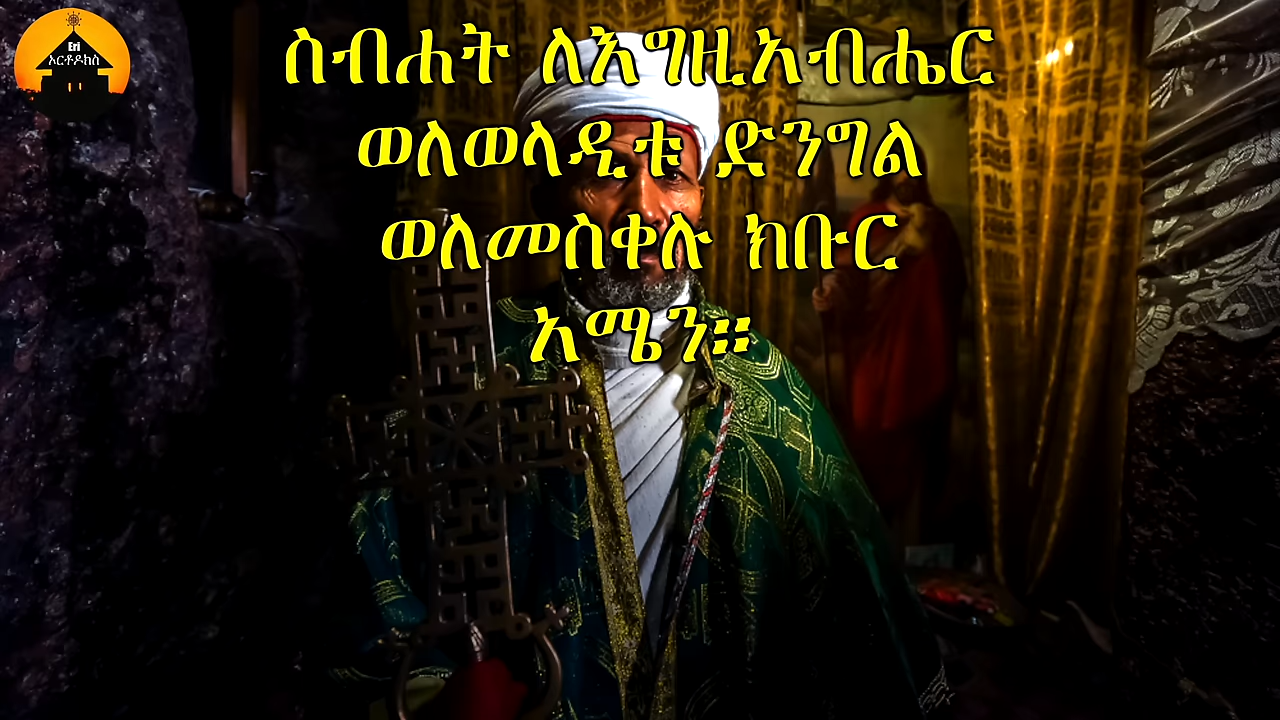 Eri
ኦርቶዶክስ
ስብሐት ለእግዚአብሔር
ወለወላዲቱ ድንግል
ወለመስቀሉ ክቡር
አሜን።